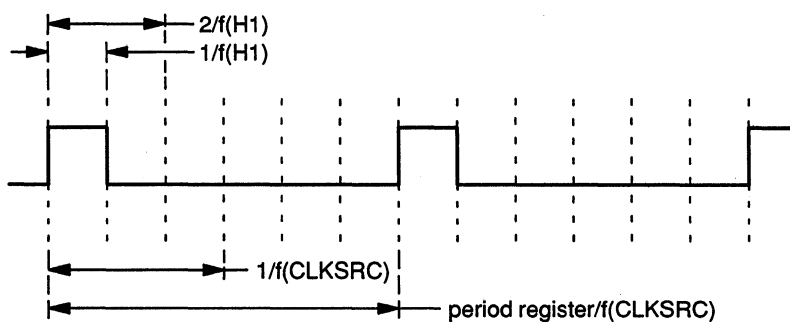 2/f(H1)
1/f(H1)
1/f(CLKSRC)
period register/f(CLKSRC)